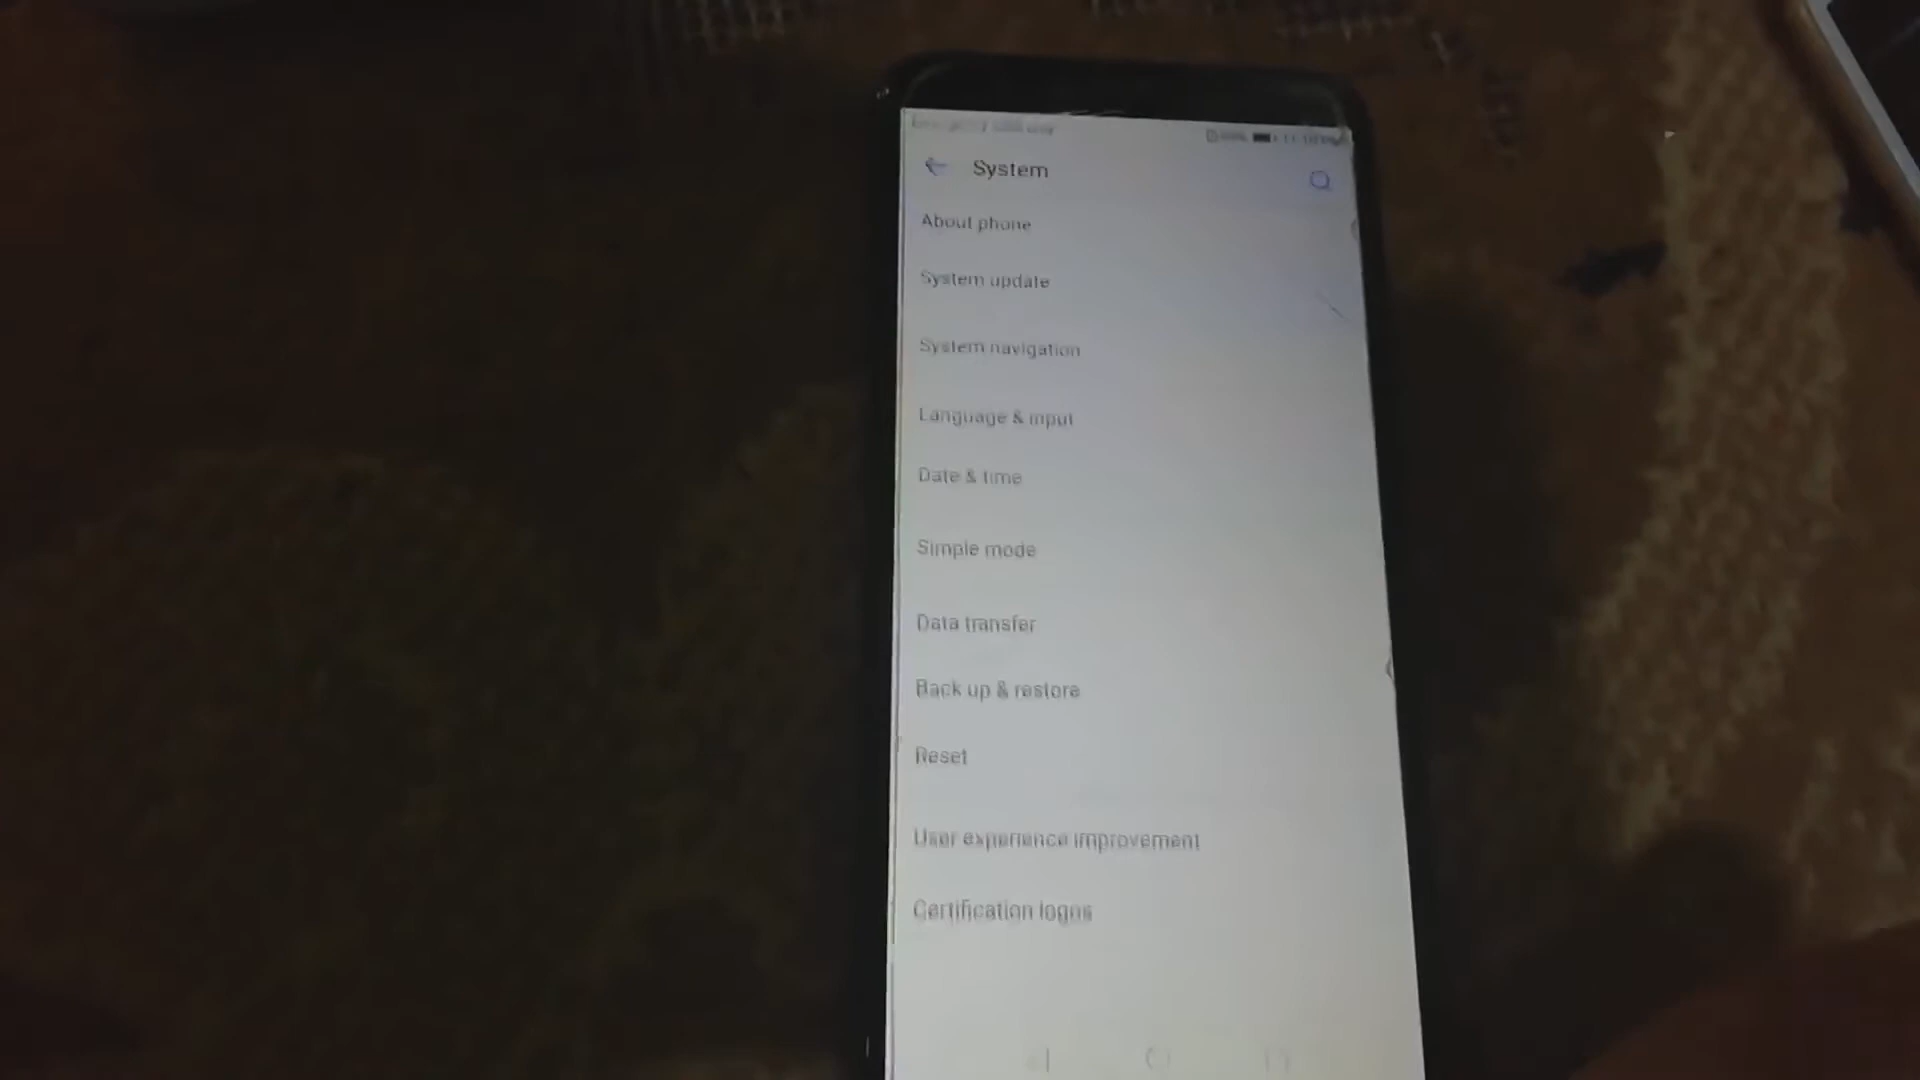 System
About phone
System update
System navigation
Language & input
Date & time
Simple mode
Data transfer
Back up & restore
Reset
User experience improvement
Certification logos